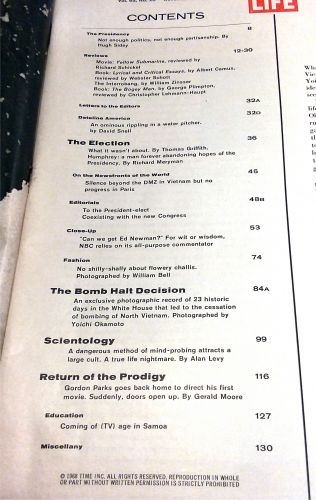 LIFE
CONTENTS
The Presidency 8
Not enough politics, not enough partisanship. By
Hugh Sidey
Reviews 12-30
Movie: Yellow Submarine, reviewed by
Richard Schickel
Book: Lyrical and Critical Essays, by Albert Camus,
reviewed by Webster Schott
The Interrobang, by William Zinsser
Book: The Bogey Man, by George Plimpton,
reviewed by Christopher Lehmann-Haupt
Letters to the Editors 32A
Dateline America 32D
An ominous rippling in a water pitcher.
by David Snell
The Election 36
What it wasn't about. By Thomas Griffith.
Humphrey: a man forever abandoning hopes of the
Presidency. By Richard Meryman
On the Newsfronts of the World 45
Silence beyond the DMZ in Vietnam but no
progress in Paris
Editorials 48B
To the President-elect
Coexisting with the new Congress
Close-Up 53
"Can we get Ed Newman?" For wit or wisdom,
NBC relies on its all-purpose commentator
Fashion 74
No shilly-shally about flowery challis.
Photographed by William Bell
The Bomb Halt Decision 84A
An exclusive photographic record of 23 historic
days in the White House that led to the cessation
of bombing of North Vietnam. Photographed by
Yoichi Okamoto
Scientology 99
A dangerous method of mind-probing attracts a
large cult. A true life nightmare. By Alan Levy
Return of the Prodigy 116
Gordon Parks goes back home to direct his first
movie. Suddenly, doors open up. By Gerald Moore
Education 127
Coming of (TV) age in Samoa
Miscellany 130
© 1968 TIME INC. ALL RIGHTS RESERVED. REPRODUCTION IN WHOLE
OR PART WITHOUT WRITTEN PERMISSION IS STRICTLY PROHIBITED